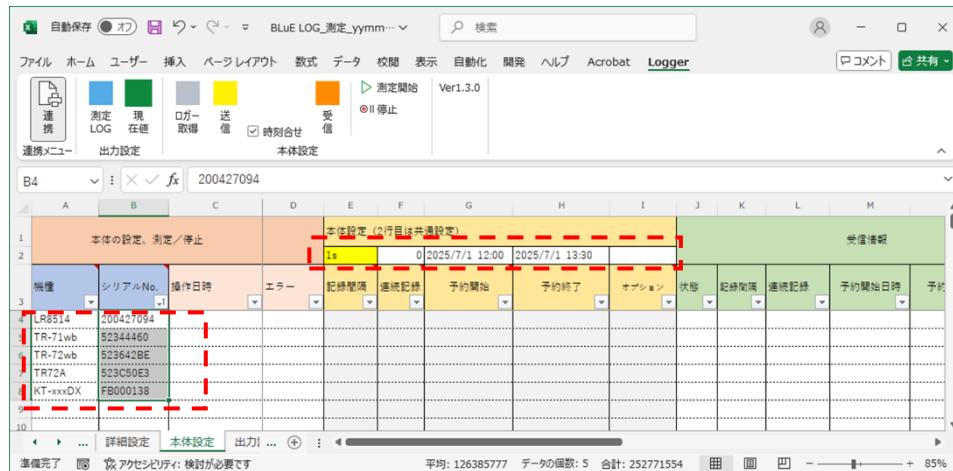 自動保存 オフ BLuE LOG_測定_yymm… 検索
ファイル ホーム ユーザー 挿入 ページ レイアウト 数式 データ 校閲 表示 自動化 開発 ヘルプ Acrobat Logger コメント 共有
連携 測定LOG 現在値 ロガー取得 送信 時刻合せ 受信 測定開始 Ver1.3.0
停止
連携メニュー 出力設定 本体設定
B4 fx 200427094
A B C D E F G H I J K L M
1 本体の設定、測定/停止 本体設定（2行目は共通設定） 受信情報
2 1s 0 2025/7/1 12:00 2025/7/1 13:30
3 機種 シリアルNo. 操作日時 エラー 記録間隔 連続記録 予約開始 予約終了 オプション 状態 記録間隔 連続記録 予約開始日時 予約
4 LR8514 200427094
5 TR-71wb 52344460
6 TR-72wb 523642BE
7 TR72A 523C50E3
8 KT-xxxDX FB000138
9
10
... 詳細設定 本体設定 出力 ...
準備完了 アクセシビリティ: 検討が必要です 平均: 126385777 データの個数: 5 合計: 252771554 85%